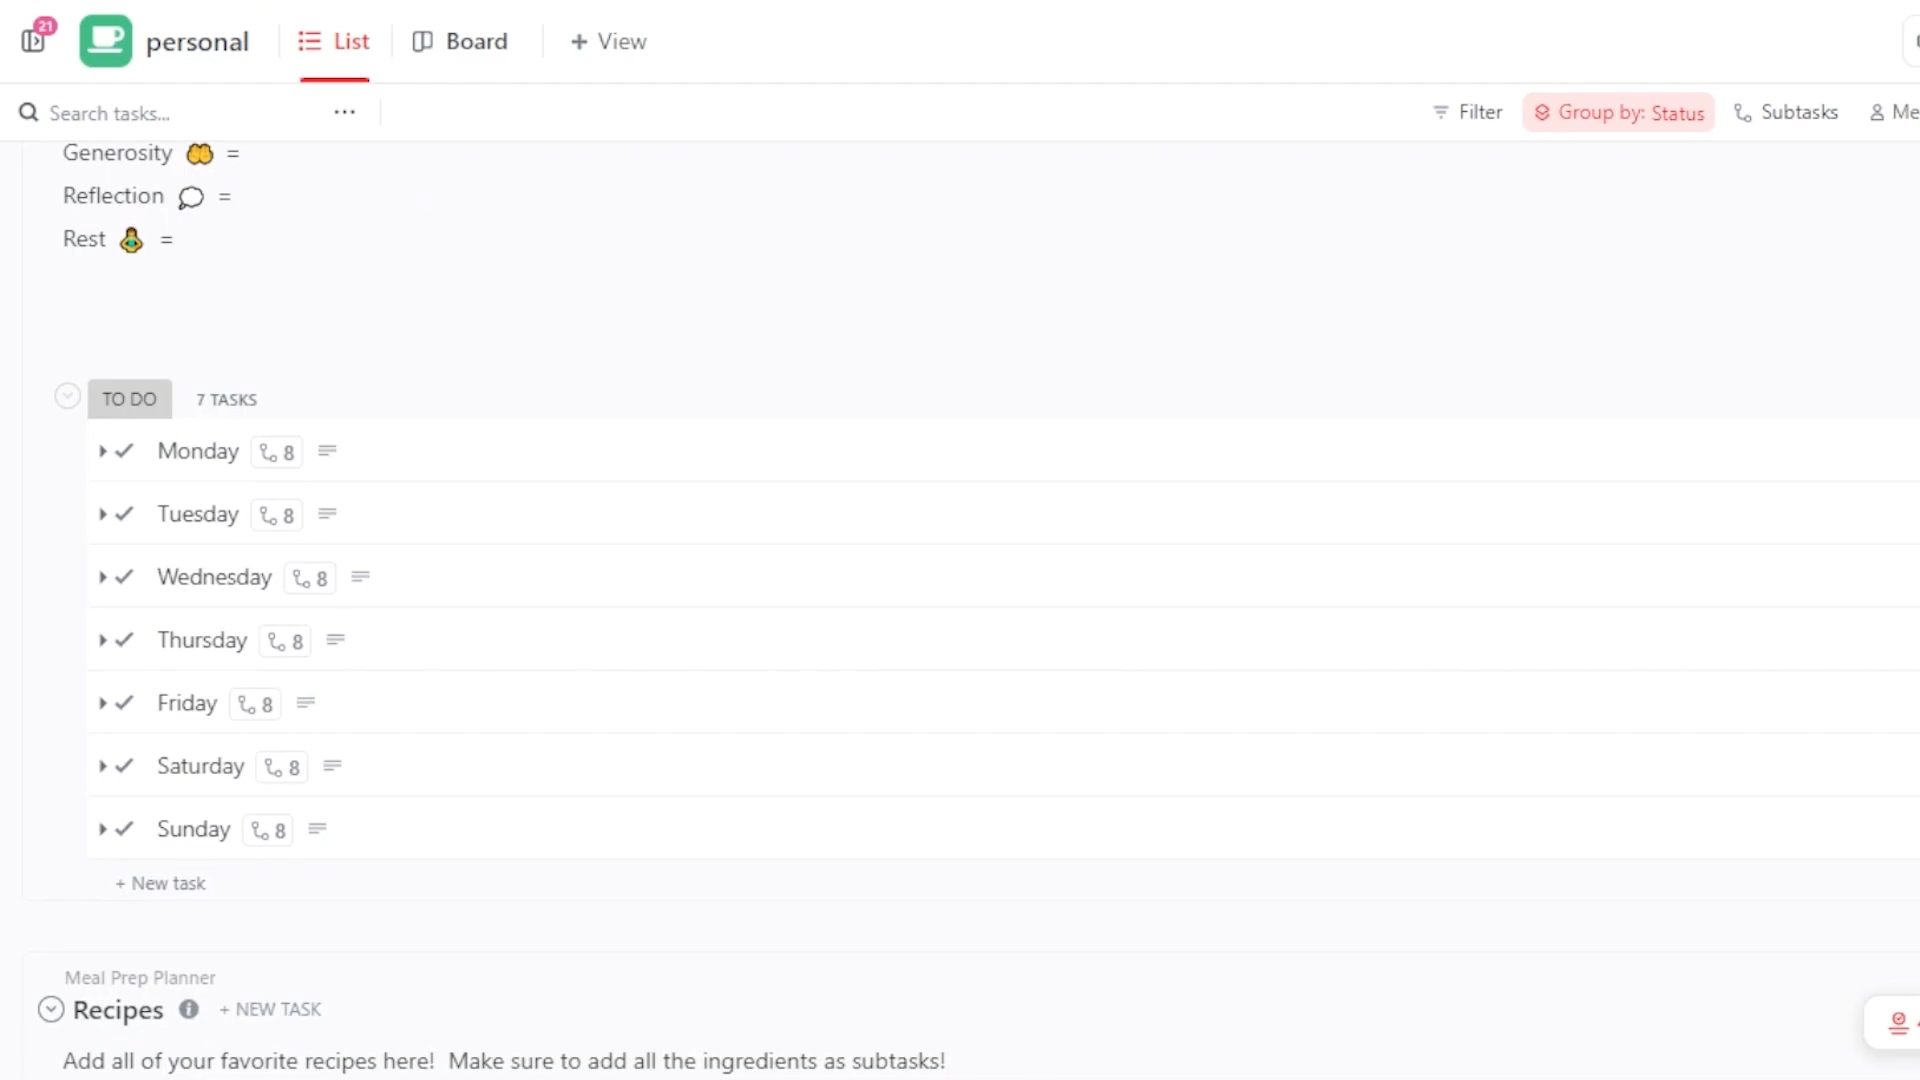 21
personal
List
Board
+ View
Search tasks...
Filter
Group by: Status
Subtasks
Me
Generosity 🤲 =
Reflection 💭 =
Rest 🧘 =
TO DO
7 TASKS
Monday 8
Tuesday 8
Wednesday 8
Thursday 8
Friday 8
Saturday 8
Sunday 8
+ New task
Meal Prep Planner
Recipes + NEW TASK
Add all of your favorite recipes here! Make sure to add all the ingredients as subtasks!